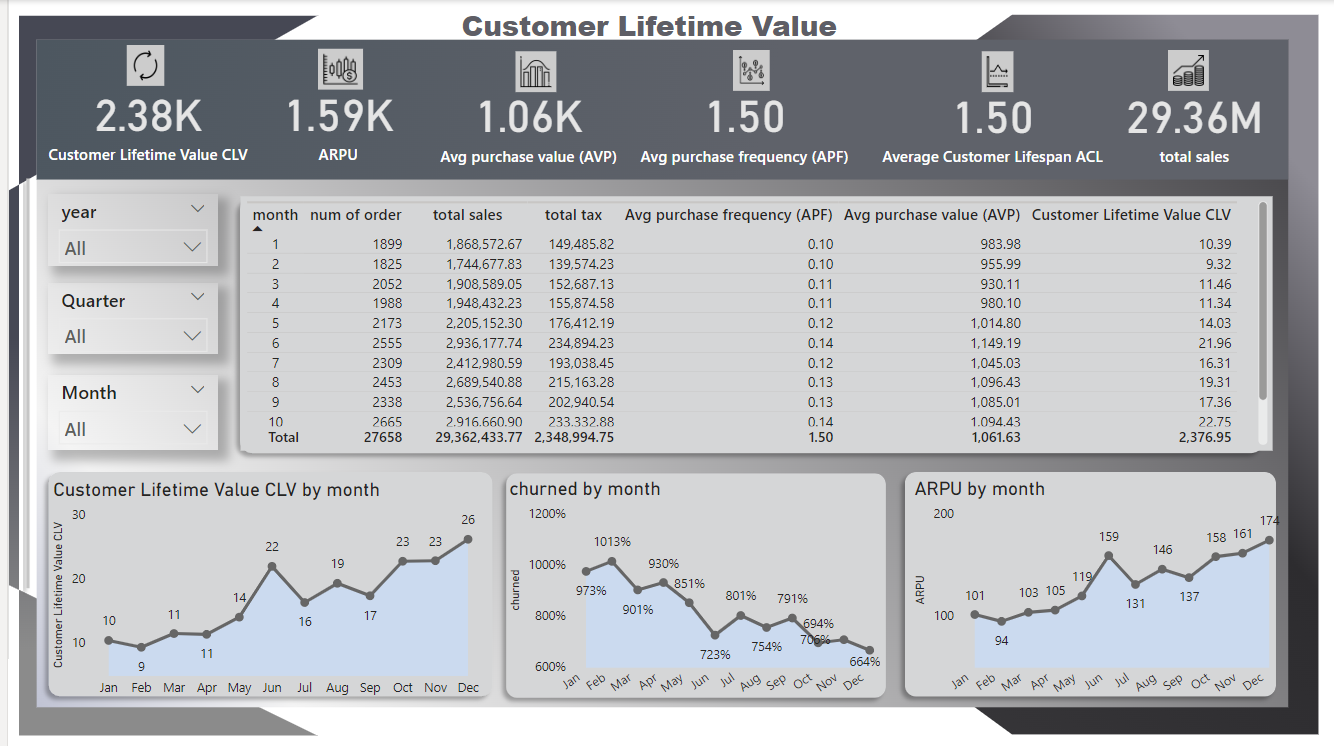 Customer Lifetime Value
2.38K 1.59K 1.06K 1.50 1.50 29.36M
Customer Lifetime Value CLV ARPU Avg purchase value (AVP) Avg purchase frequency (APF) Average Customer Lifespan ACL total sales
year
All
Quarter
All
Month
All
month num of order total sales total tax Avg purchase frequency (APF) Avg purchase value (AVP) Customer Lifetime Value CLV
1 1899 1,868,572.67 149,485.82 0.10 983.98 10.39
2 1825 1,744,677.83 139,574.23 0.10 955.99 9.32
3 2052 1,908,589.05 152,687.13 0.11 930.11 11.46
4 1988 1,948,432.23 155,874.58 0.11 980.10 11.34
5 2173 2,205,152.30 176,412.19 0.12 1,014.80 14.03
6 2555 2,936,177.74 234,894.23 0.14 1,149.19 21.96
7 2309 2,412,980.59 193,038.45 0.12 1,045.03 16.31
8 2453 2,689,540.88 215,163.28 0.13 1,096.43 19.31
9 2338 2,536,756.64 202,940.54 0.13 1,085.01 17.36
10 2665 2,916,660.90 233,332.88 0.14 1,094.43 22.75
Total 27658 29,362,433.77 2,348,994.75 1.50 1,061.63 2,376.95
Customer Lifetime Value CLV by month
Customer Lifetime Value CLV
30
20
10
10 9 11 11 14 22 16 19 17 23 23 26
Jan Feb Mar Apr May Jun Jul Aug Sep Oct Nov Dec
churned by month
churned
1200%
1000%
800%
600%
973% 1013% 901% 930% 851% 723% 801% 754% 791% 694% 706% 664%
Jan Feb Mar Apr May Jun Jul Aug Sep Oct Nov Dec
ARPU by month
ARPU
200
100
101 94 103 105 119 159 131 146 137 158 161 174
Jan Feb Mar Apr May Jun Jul Aug Sep Oct Nov Dec